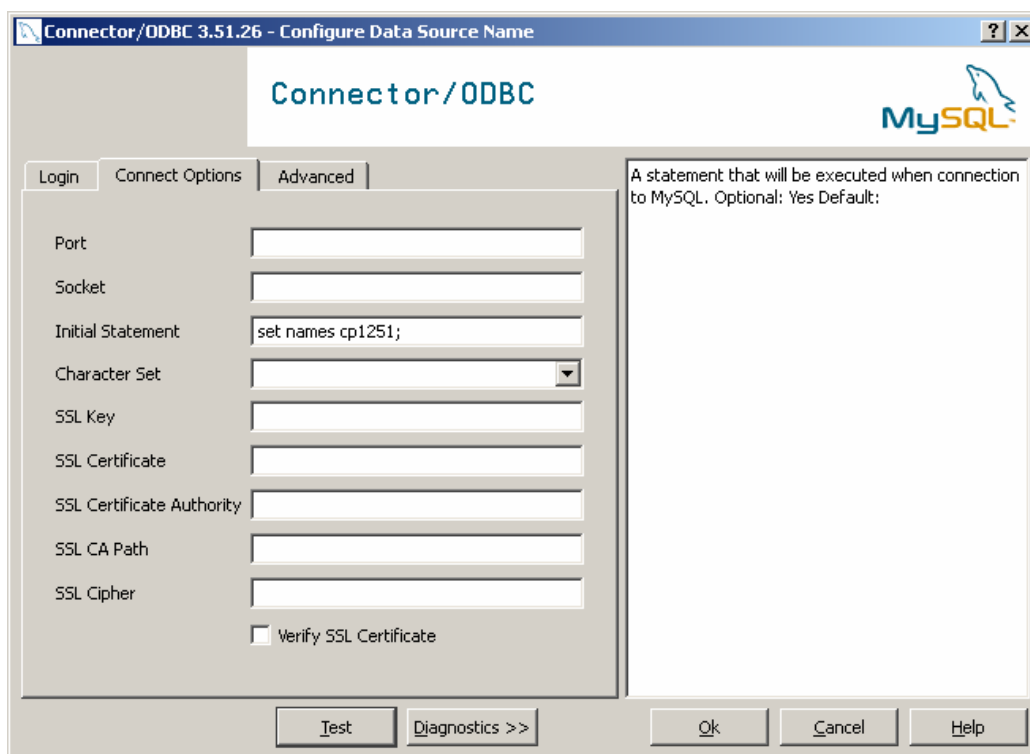 Connector/ODBC 3.51.26 - Configure Data Source Name
Connector/ODBC
MySQL
Login
Connect Options
Advanced
Port
Socket
Initial Statement
set names cp1251;
Character Set
SSL Key
SSL Certificate
SSL Certificate Authority
SSL CA Path
SSL Cipher
Verify SSL Certificate
A statement that will be executed when connection
to MySQL. Optional: Yes Default:
Test
Diagnostics >>
Ok
Cancel
Help